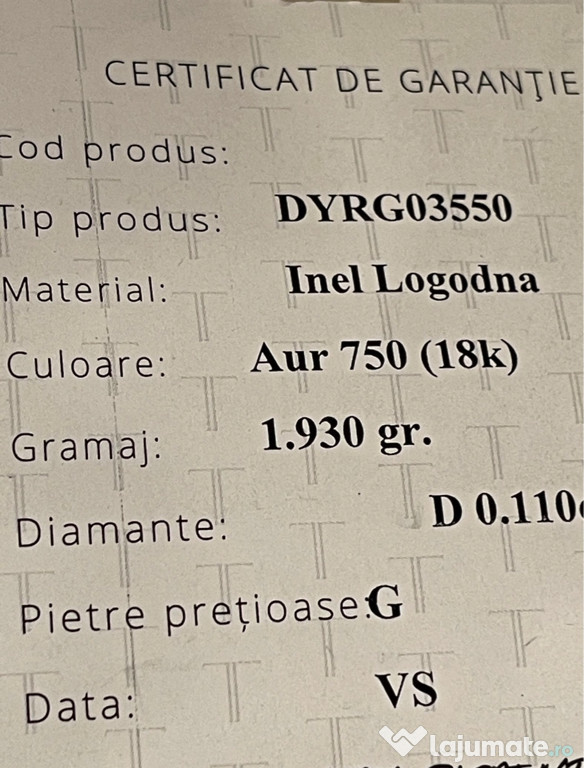 CERTIFICAT DE GARANŢIE
Cod produs:
Tip produs: DYRG03550
Material: Inel Logodna
Culoare: Aur 750 (18k)
Gramaj: 1.930 gr.
Diamante: D 0.110
Pietre prețioase: G
Data: VS
lajumate.ro